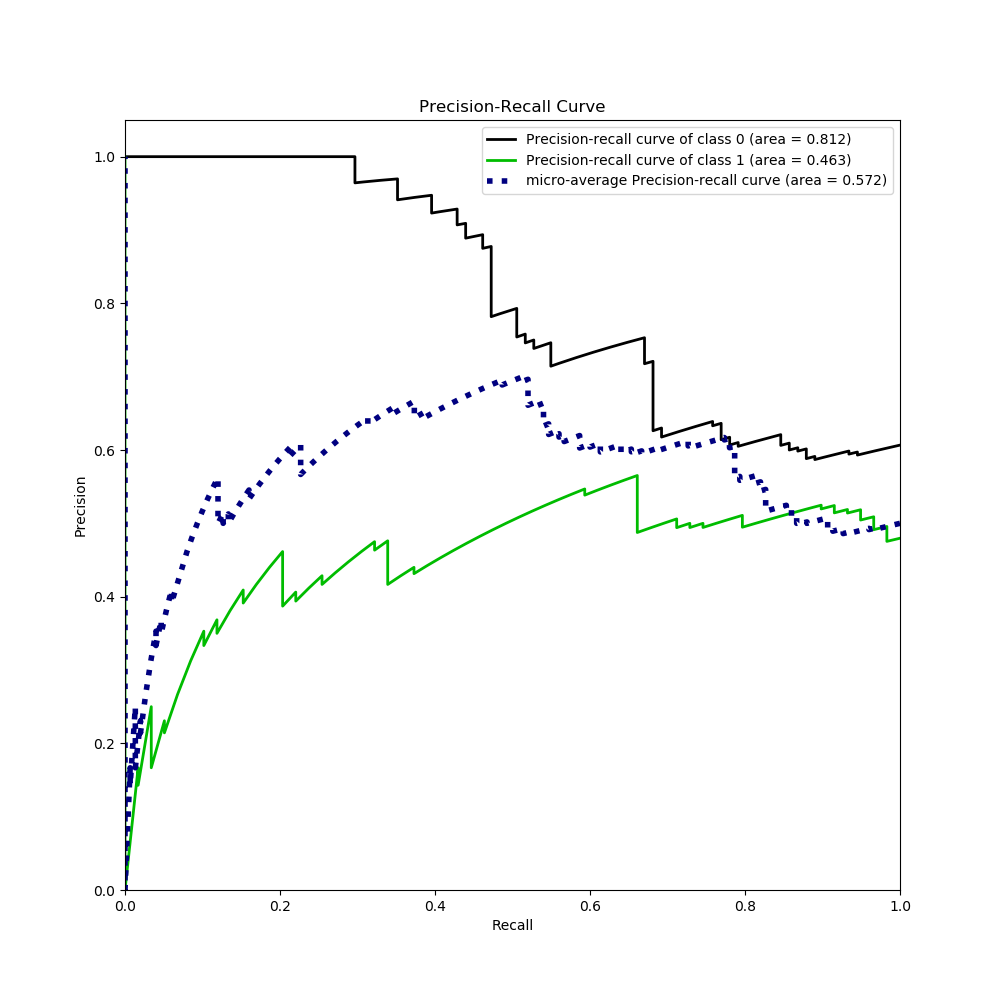 Precision-Recall Curve
Precision-recall curve of class 0 (area = 0.812)
Precision-recall curve of class 1 (area = 0.463)
micro-average Precision-recall curve (area = 0.572)
1.0
0.8
0.6
0.4
0.2
0.0
Precision
0.0 0.2 0.4 0.6 0.8 1.0
Recall